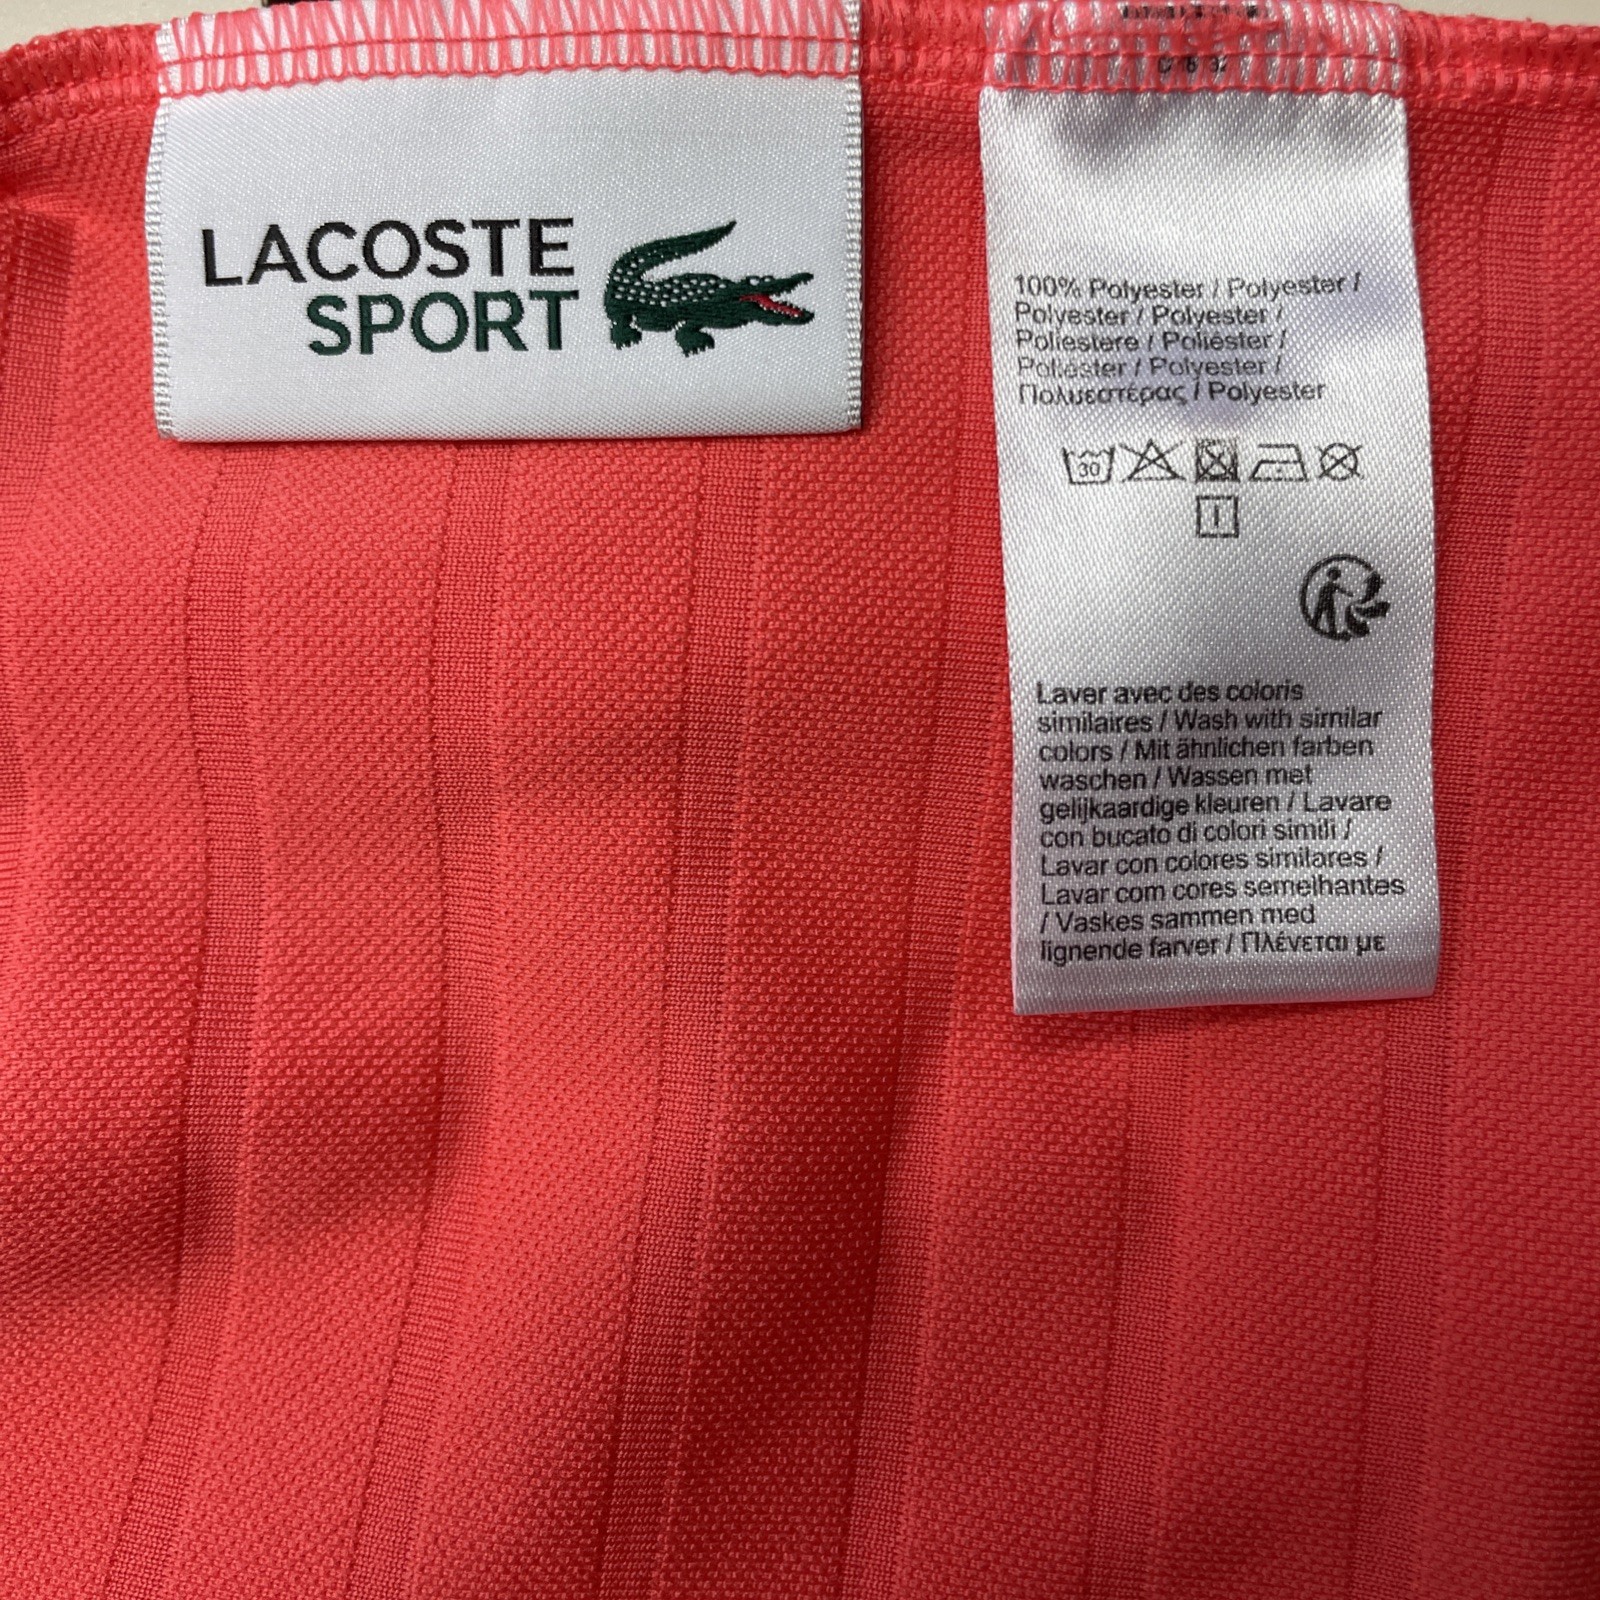 LACOSTE
SPORT
100% Polyester / Polyester /
Polyester / Polyester /
Poliestere / Poliéster /
Poliéster / Polyester /
Πολυεστέρας / Polyester
30
Laver avec des coloris
similaires / Wash with similar
colors / Mit ähnlichen farben
waschen / Wassen met
gelijkaardige kleuren / Lavare
con bucato di colori simili /
Lavar con colores similares /
Lavar com cores semelhantes
/ Vaskes sammen med
lignende farver / Πλένεται με